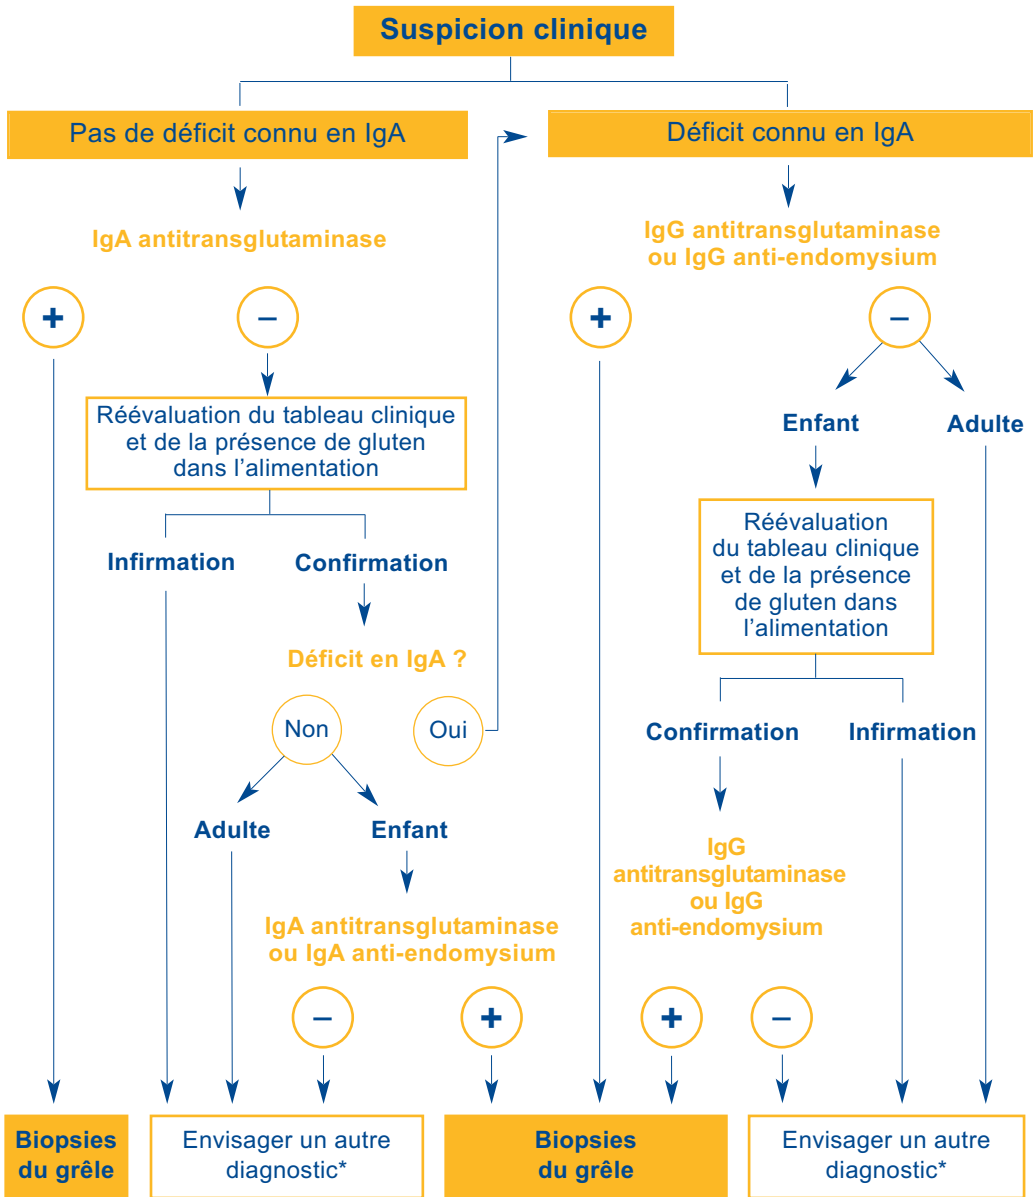 Suspicion clinique
Pas de déficit connu en IgA
Déficit connu en IgA
IgA antitransglutaminase
IgG antitransglutaminase
ou IgG anti-endomysium
+
–
+
–
Réévaluation du tableau clinique
et de la présence de gluten
dans l'alimentation
Enfant
Adulte
Réévaluation
du tableau clinique
et de la présence
de gluten dans
l'alimentation
Infirmation
Confirmation
Déficit en IgA ?
Non
Oui
Confirmation
Infirmation
Adulte
Enfant
IgG
antitransglutaminase
ou IgG
anti-endomysium
IgA antitransglutaminase
ou IgA anti-endomysium
–
+
+
–
Biopsies
du grêle
Envisager un autre
diagnostic*
Biopsies
du grêle
Envisager un autre
diagnostic*